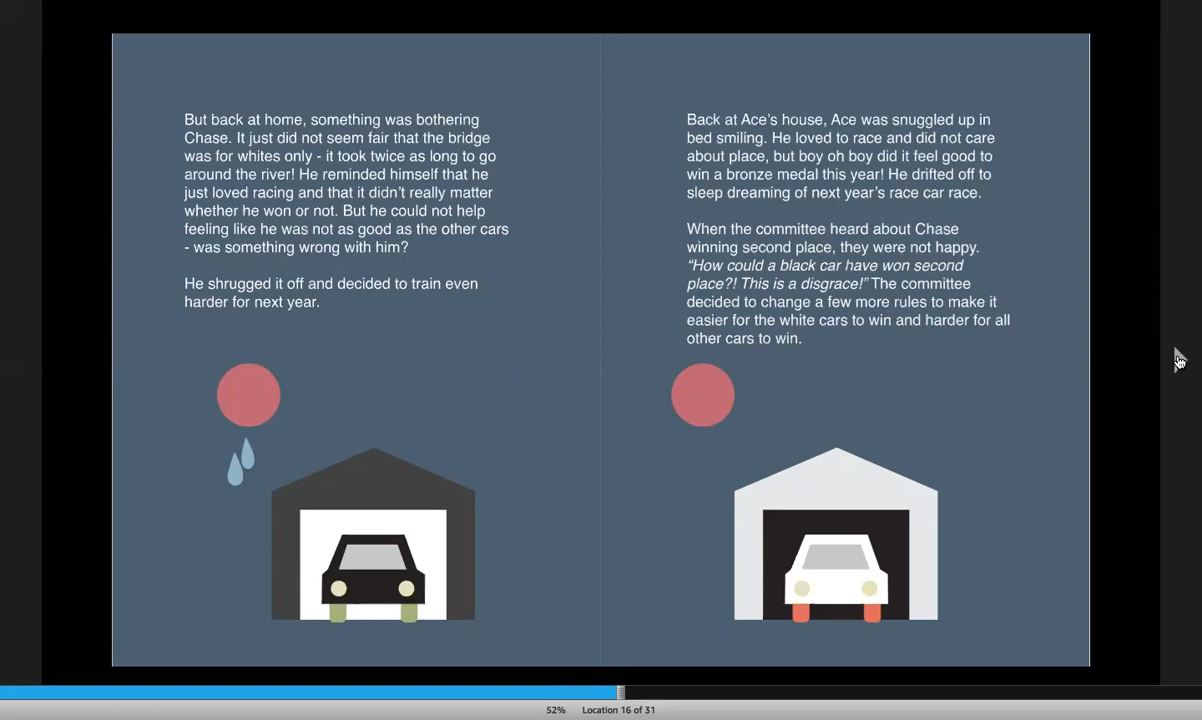 But back at home, something was bothering
Chase. It just did not seem fair that the bridge
was for whites only - it took twice as long to go
around the river! He reminded himself that he
just loved racing and that it didn’t really matter
whether he won or not. But he could not help
feeling like he was not as good as the other cars
- was something wrong with him?
He shrugged it off and decided to train even
harder for next year.
Back at Ace’s house, Ace was snuggled up in
bed smiling. He loved to race and did not care
about place, but boy oh boy did it feel good to
win a bronze medal this year! He drifted off to
sleep dreaming of next year’s race car race.
When the committee heard about Chase
winning second place, they were not happy.
“How could a black car have won second
place?! This is a disgrace!” The committee
decided to change a few more rules to make it
easier for the white cars to win and harder for all
other cars to win.
52% Location 16 of 31